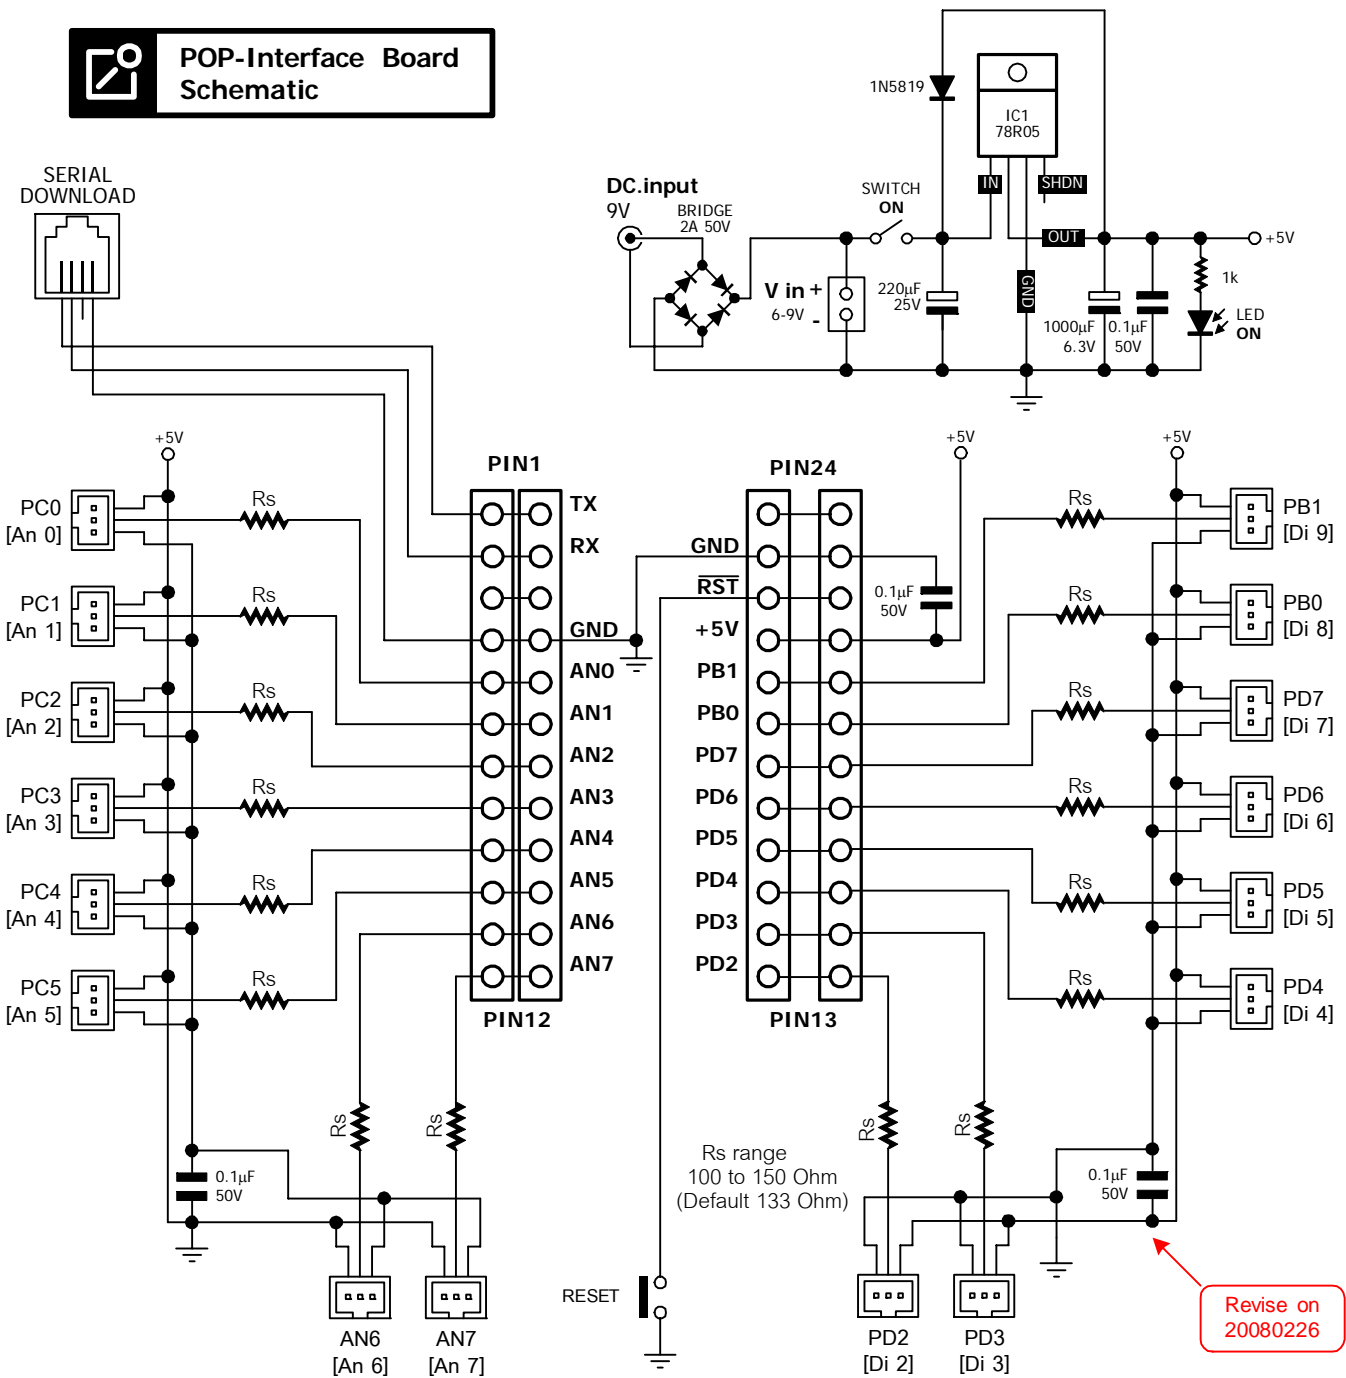 POP-Interface Board
Schematic
1N5819
IC1
78R05
IN
SHDN
OUT
GND
SERIAL
DOWNLOAD
DC.input
9V
BRIDGE
2A 50V
SWITCH
ON
+5V
V in +
6-9V -
220µF
25V
1000µF
6.3V
0.1µF
50V
1k
LED
ON
+5V
PC0
[An 0]
Rs
PC1
[An 1]
Rs
PC2
[An 2]
Rs
PC3
[An 3]
Rs
PC4
[An 4]
Rs
PC5
[An 5]
Rs
PIN1
TX
RX
GND
AN0
AN1
AN2
AN3
AN4
AN5
AN6
AN7
PIN12
PIN24
GND
RST
+5V
PB1
PB0
PD7
PD6
PD5
PD4
PD3
PD2
PIN13
+5V
0.1µF
50V
+5V
Rs
PB1
[Di 9]
Rs
PB0
[Di 8]
Rs
PD7
[Di 7]
Rs
PD6
[Di 6]
Rs
PD5
[Di 5]
Rs
PD4
[Di 4]
Rs
Rs
0.1µF
50V
AN6
[An 6]
AN7
[An 7]
Rs range
100 to 150 Ohm
(Default 133 Ohm)
RESET
Rs
Rs
0.1µF
50V
PD2
[Di 2]
PD3
[Di 3]
Revise on
20080226